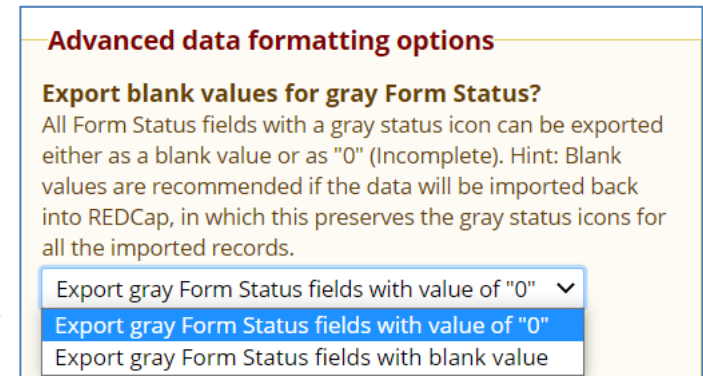 Advanced data formatting options
Export blank values for gray Form Status?
All Form Status fields with a gray status icon can be exported
either as a blank value or as "0" (Incomplete). Hint: Blank
values are recommended if the data will be imported back
into REDCap, in which this preserves the gray status icons for
all the imported records.
Export gray Form Status fields with value of "0"
Export gray Form Status fields with value of "0"
Export gray Form Status fields with blank value